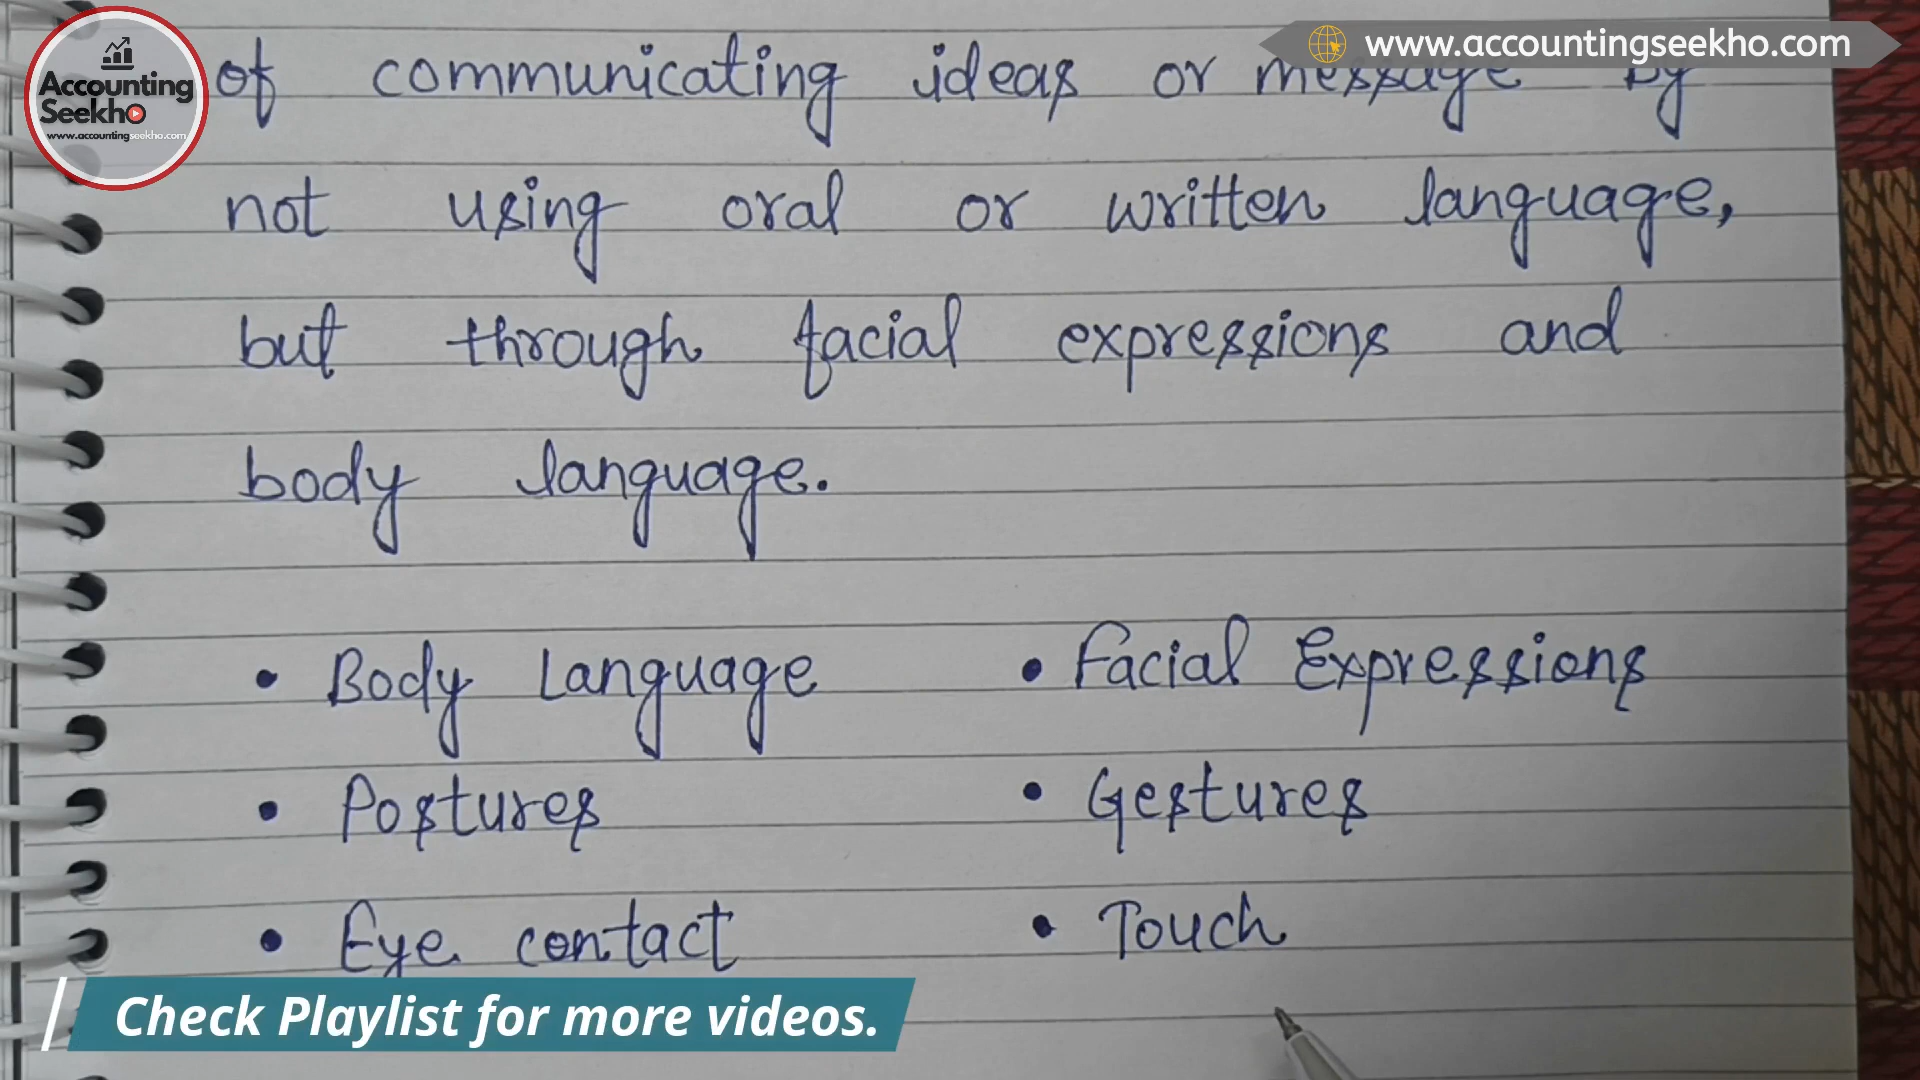 Accounting
Seekho
www.accountingseekho.com
www.accountingseekho.com
of communicating ideas or message by
not using oral or written language,
but through facial expressions and
body language.
• Body Language • Facial Expressions
• Postures • Gestures
• Eye contact • Touch
Check Playlist for more videos.